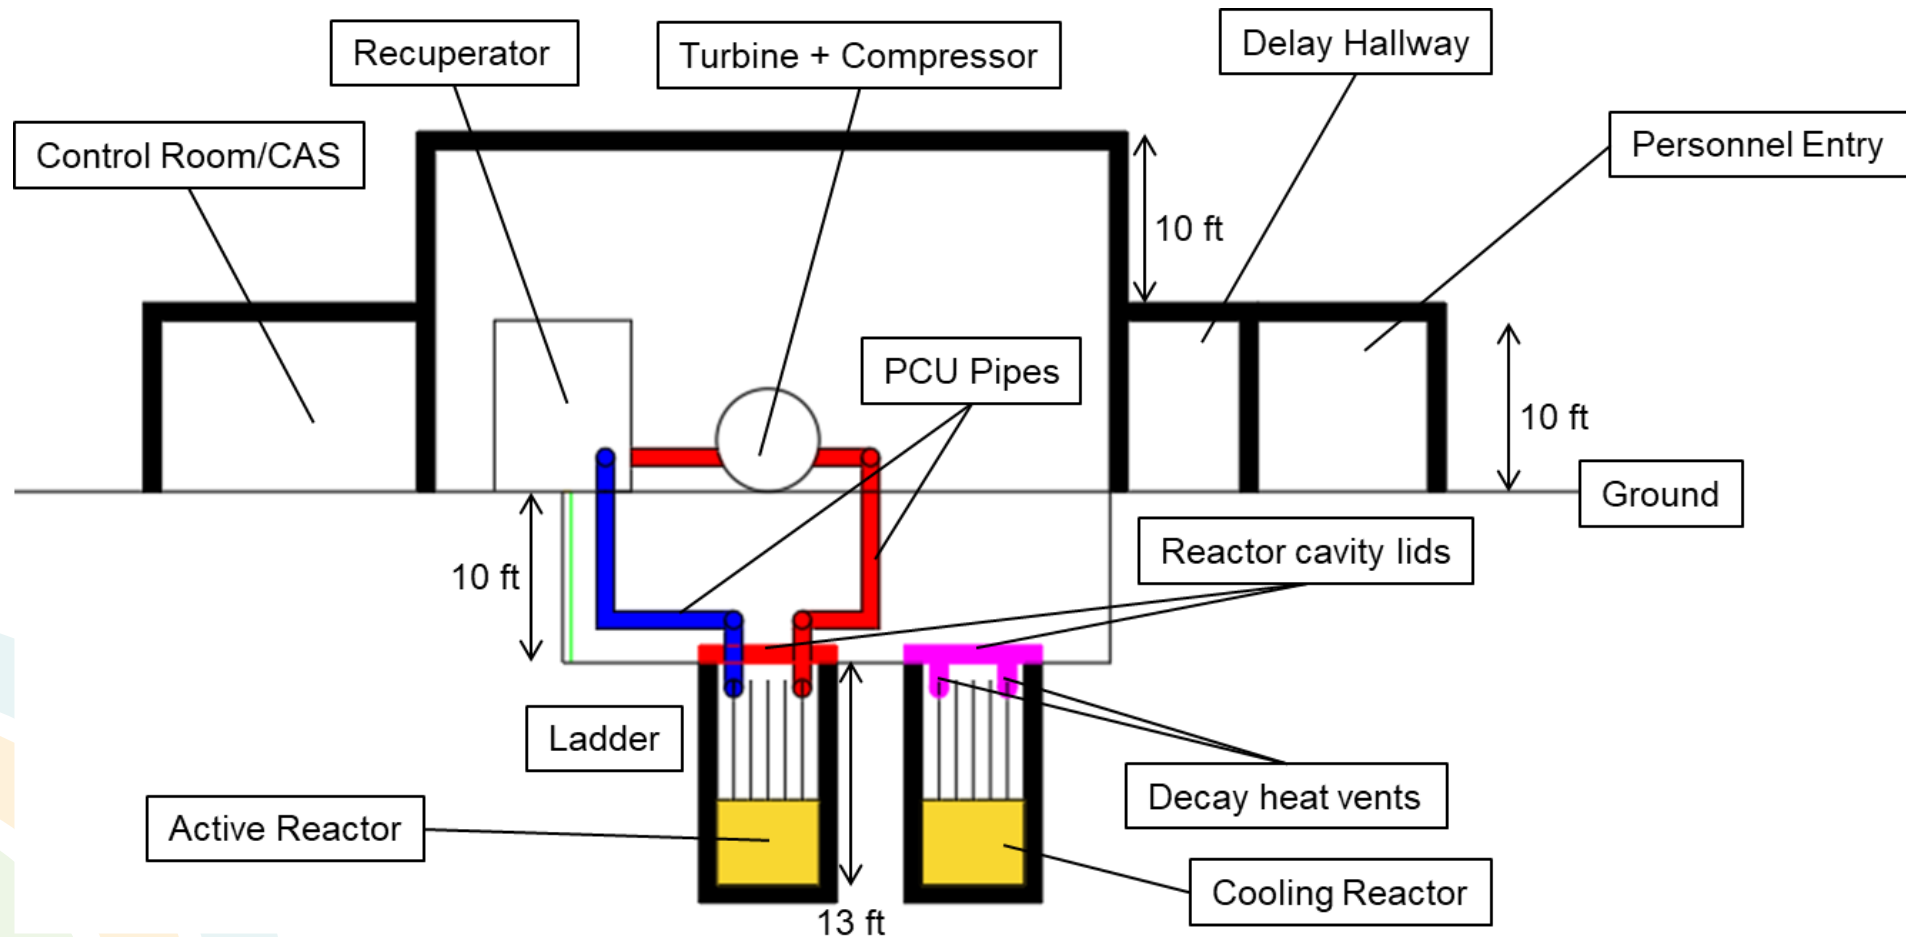 Delay Hallway
Recuperator
Turbine + Compressor
Personnel Entry
Control Room/CAS
10 ft
PCU Pipes
10 ft
Ground
Reactor cavity lids
10 ft
Ladder
Decay heat vents
Active Reactor
Cooling Reactor
13 ft